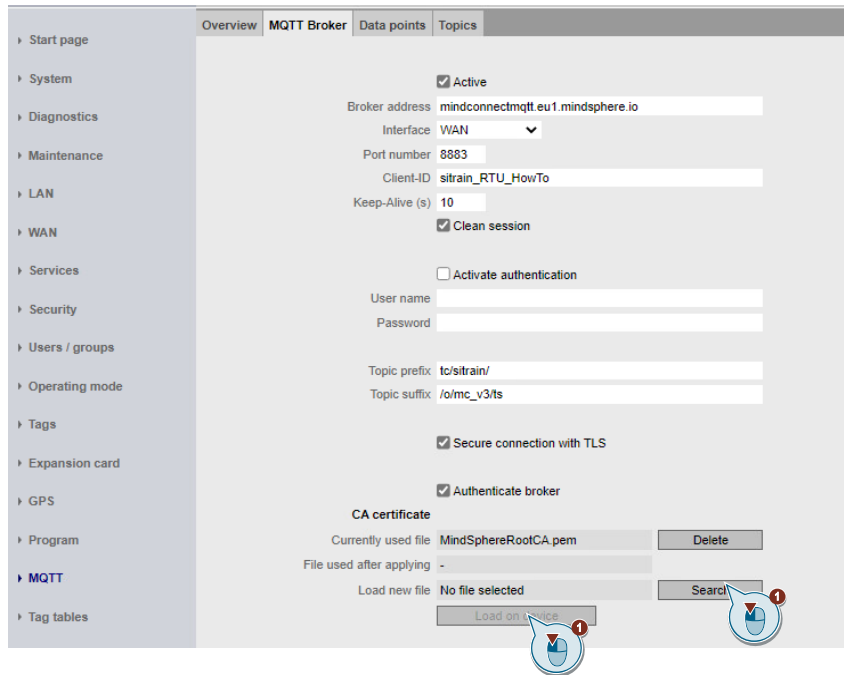 Overview MQTT Broker Data points Topics
Start page
System
Diagnostics
Maintenance
LAN
WAN
Services
Security
Users / groups
Operating mode
Tags
Expansion card
GPS
Program
MQTT
Tag tables
Active
Broker address mindconnectmqtt.eu1.mindsphere.io
Interface WAN
Port number 8883
Client-ID sitrain_RTU_HowTo
Keep-Alive (s) 10
Clean session
Activate authentication
User name
Password
Topic prefix tc/sitrain/
Topic suffix /o/mc_v3/ts
Secure connection with TLS
Authenticate broker
CA certificate
Currently used file MindSphereRootCA.pem Delete
File used after applying -
Load new file No file selected Search
1
Load on device
1